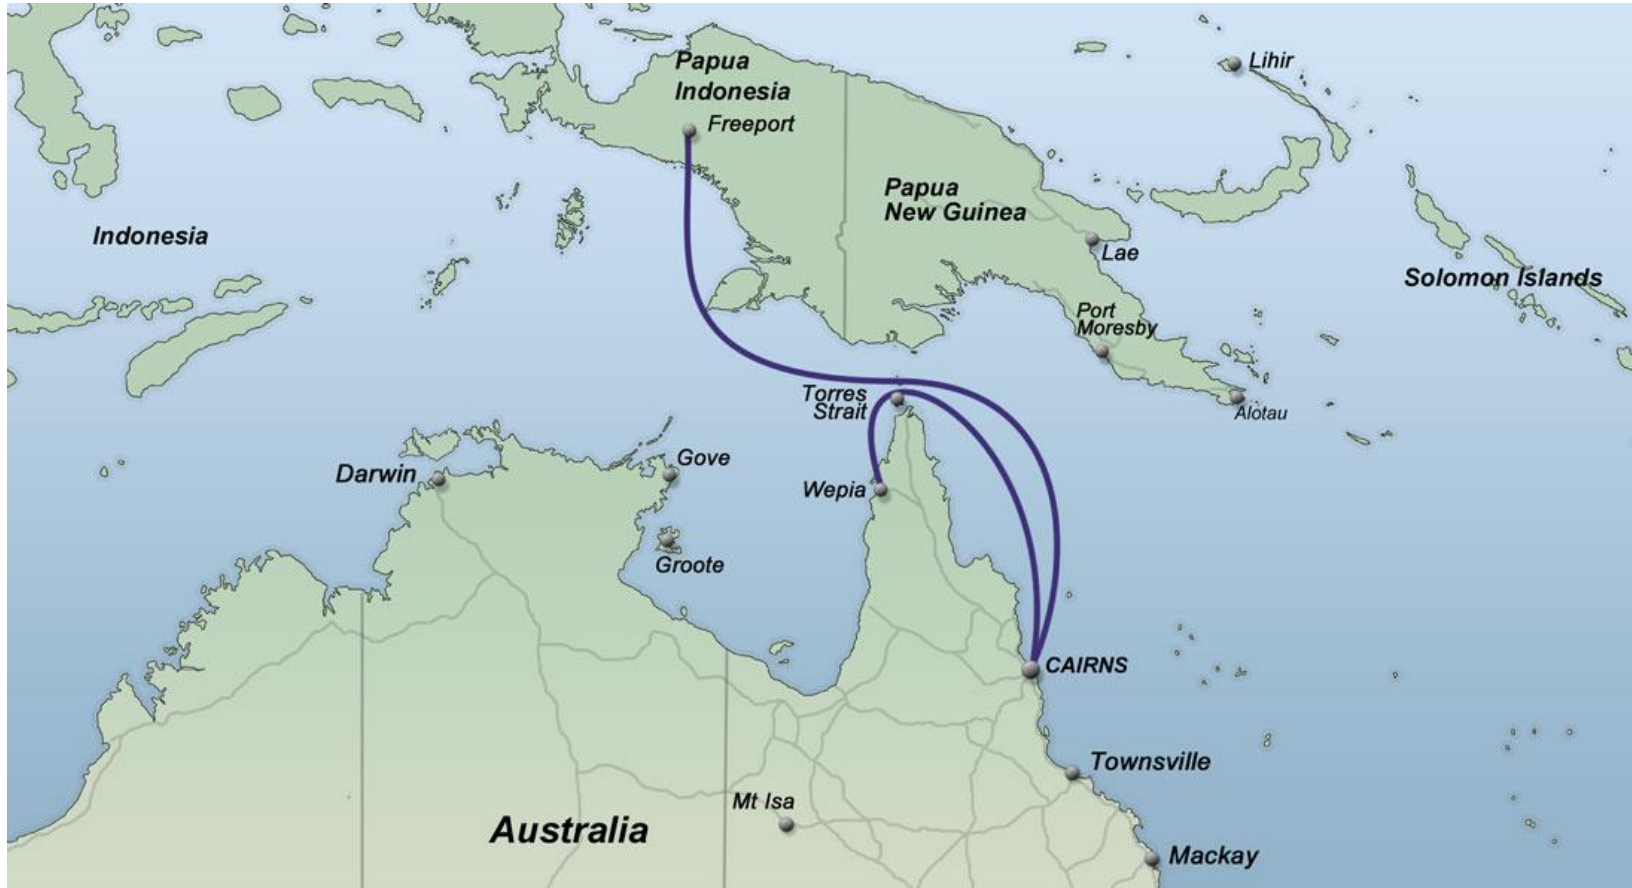 Papua
Indonesia
Freeport
Lihir
Papua
New Guinea
Indonesia
Lae
Solomon Islands
Port
Moresby
Torres
Strait
Alotau
Darwin
Gove
Wepia
Groote
CAIRNS
Townsville
Mt Isa
Australia
Mackay